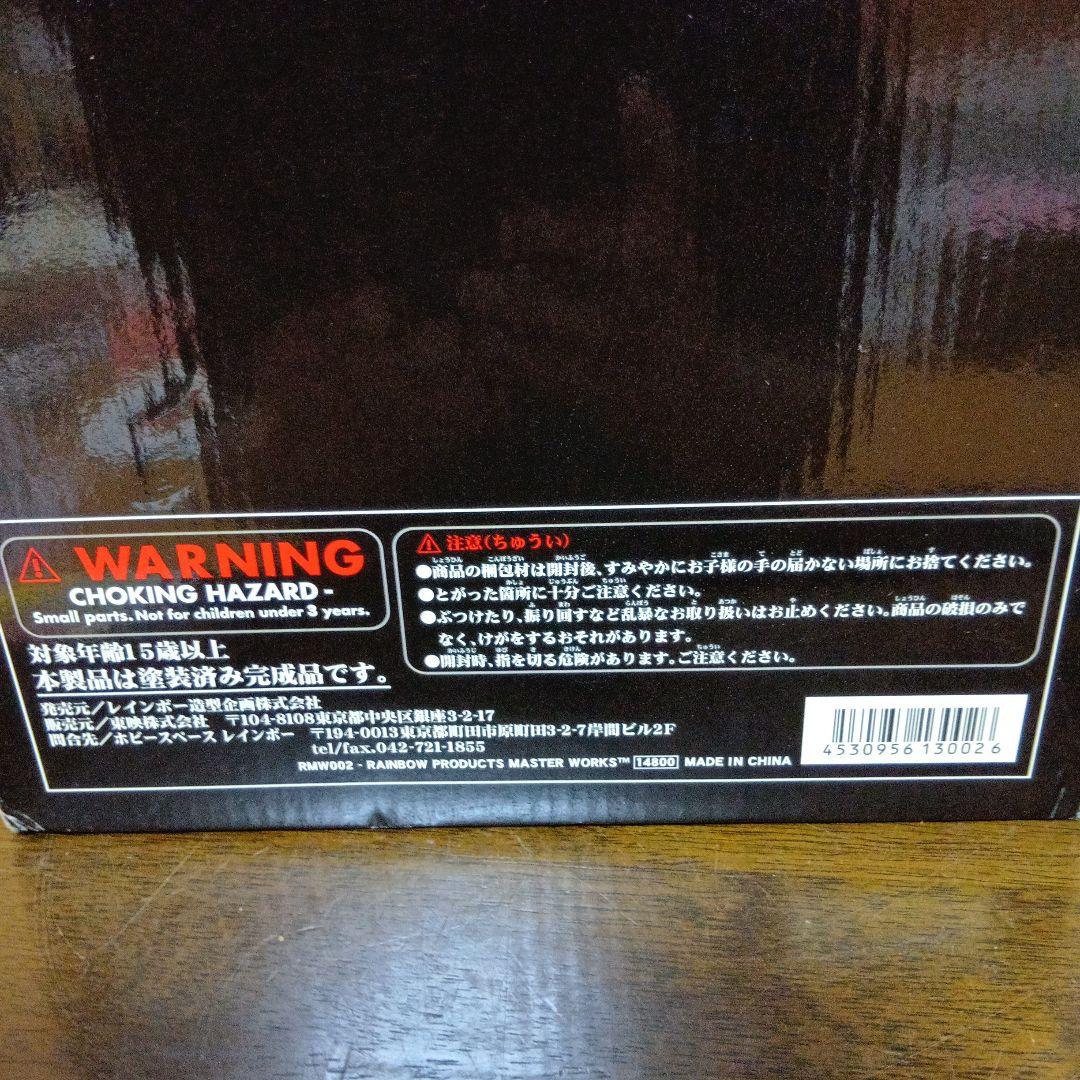 ⚠ WARNING
CHOKING HAZARD -
Small parts. Not for children under 3 years.
⚠ 注意(ちゅうい)
●商品の梱包材は開封後、すみやかにお子様の手の届かない場所にお捨てください。
●とがった箇所に十分ご注意ください。
●ぶつけたり、振り回すなど乱暴なお取り扱いはお止めください。商品の破損のみで
なく、けがをするおそれがあります。
●開封時、指を切る危険があります。ご注意ください。
対象年齢15歳以上
本製品は塗装済み完成品です。
発売元/レインボー造型企画株式会社
販売元/東映株式会社 〒104-8108東京都中央区銀座3-2-17
問合先/ホビースペース レインボー 〒194-0013東京都町田市原町田3-2-7岸間ビル2F
tel/fax.042-721-1855
RMW002 - RAINBOW PRODUCTS MASTER WORKS™ 14800 MADE IN CHINA
4530956130026